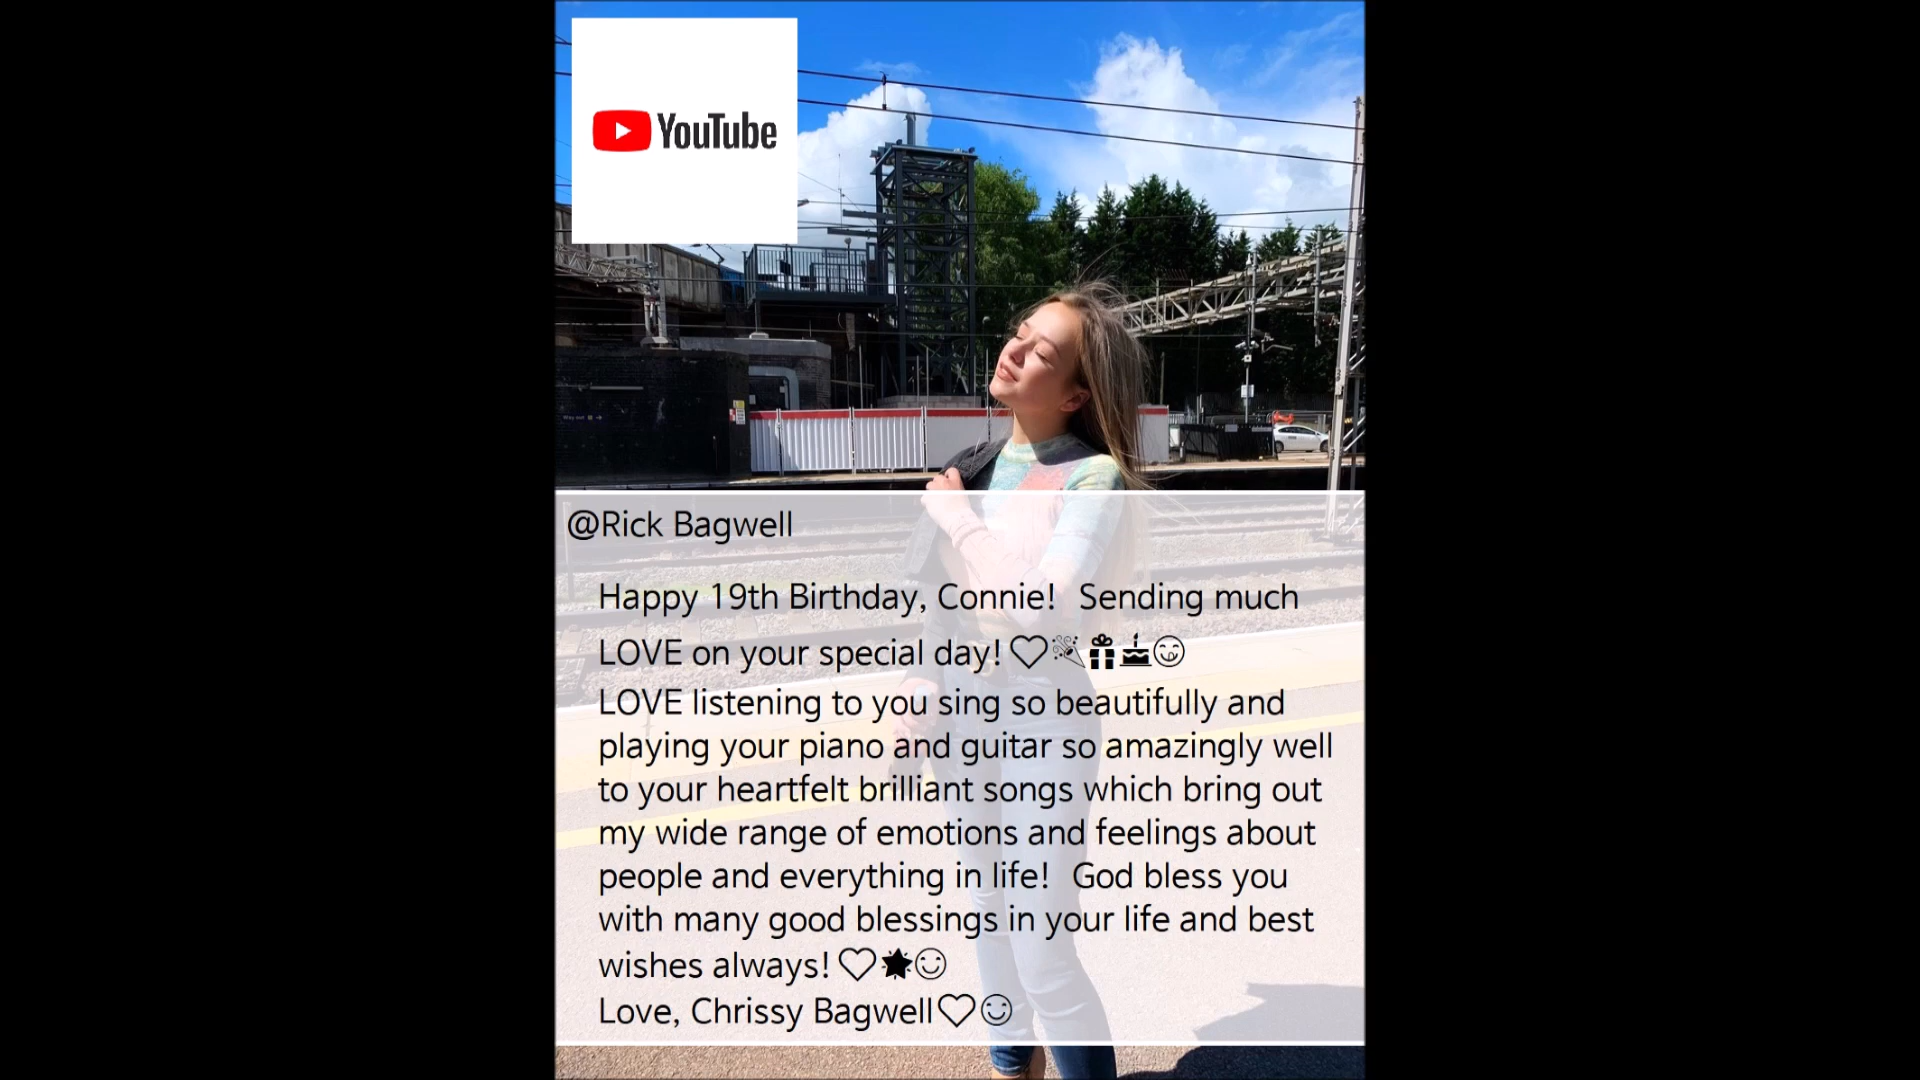 YouTube
@Rick Bagwell
Happy 19th Birthday, Connie! Sending much
LOVE on your special day! ♡🎉🎁🎂😋
LOVE listening to you sing so beautifully and
playing your piano and guitar so amazingly well
to your heartfelt brilliant songs which bring out
my wide range of emotions and feelings about
people and everything in life! God bless you
with many good blessings in your life and best
wishes always! ♡🌟☺
Love, Chrissy Bagwell♡☺